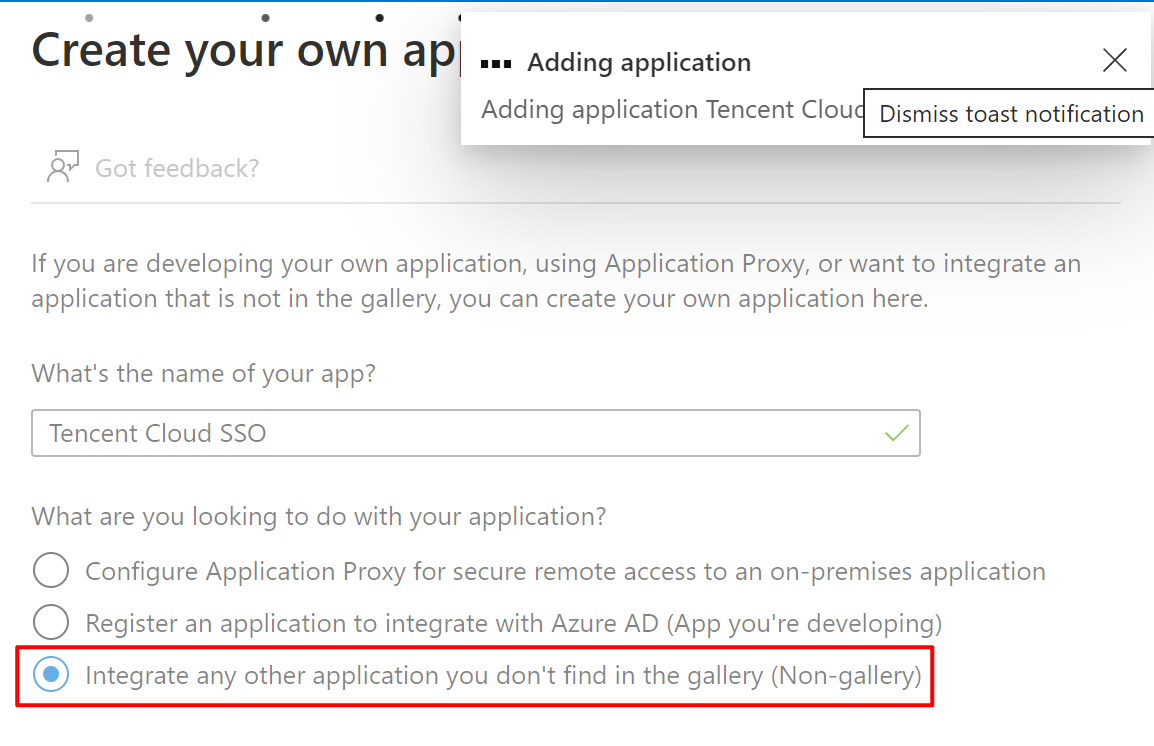 Create your own
Adding application
Adding application Tencent Cloud
Dismiss toast notification
Got feedback?
If you are developing your own application, using Application Proxy, or want to integrate an
application that is not in the gallery, you can create your own application here.
What's the name of your app?
Tencent Cloud SSO
What are you looking to do with your application?
Configure Application Proxy for secure remote access to an on-premises application
Register an application to integrate with Azure AD (App you're developing)
Integrate any other application you don't find in the gallery (Non-gallery)